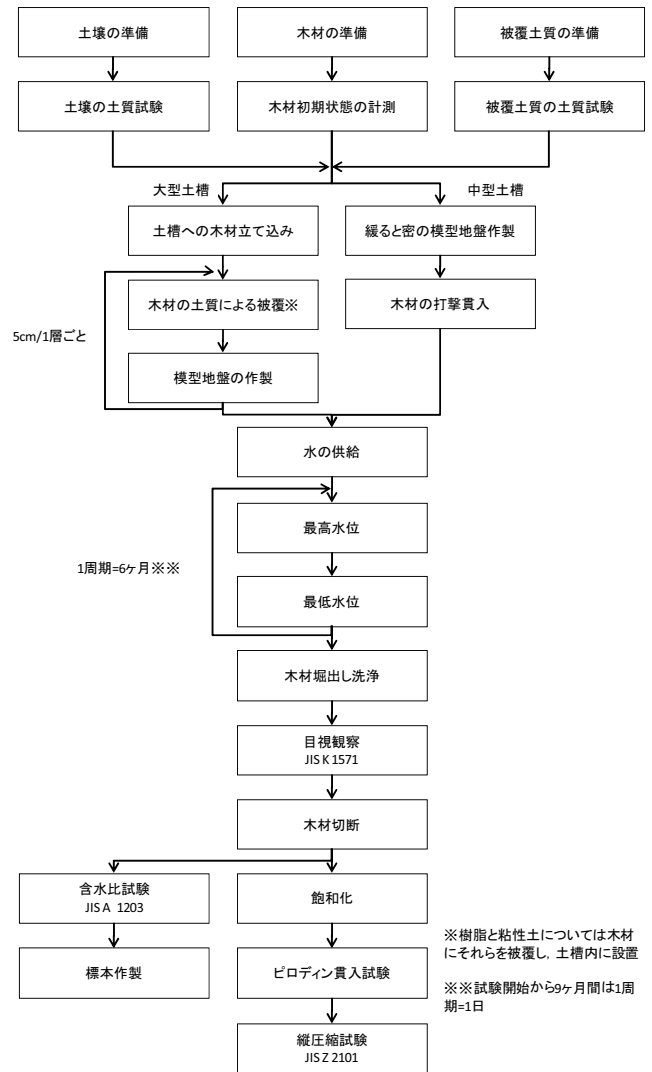 土壌の準備
木材の準備
被覆土質の準備
土壌の土質試験
木材初期状態の計測
被覆土質の土質試験
大型土槽
中型土槽
土槽への木材立て込み
緩ると密の模型地盤作製
木材の土質による被覆※
木材の打撃貫入
5cm/1層ごと
模型地盤の作製
水の供給
最高水位
1周期=6ヶ月※※
最低水位
木材堀出し洗浄
目視観察
JIS K 1571
木材切断
含水比試験
JIS A 1203
飽和化
標本作製
ピロディン貫入試験
※樹脂と粘性土については木材
にそれらを被覆し, 土槽内に設置
※※試験開始から9ヶ月間は1周
期=1日
縦圧縮試験
JIS Z 2101